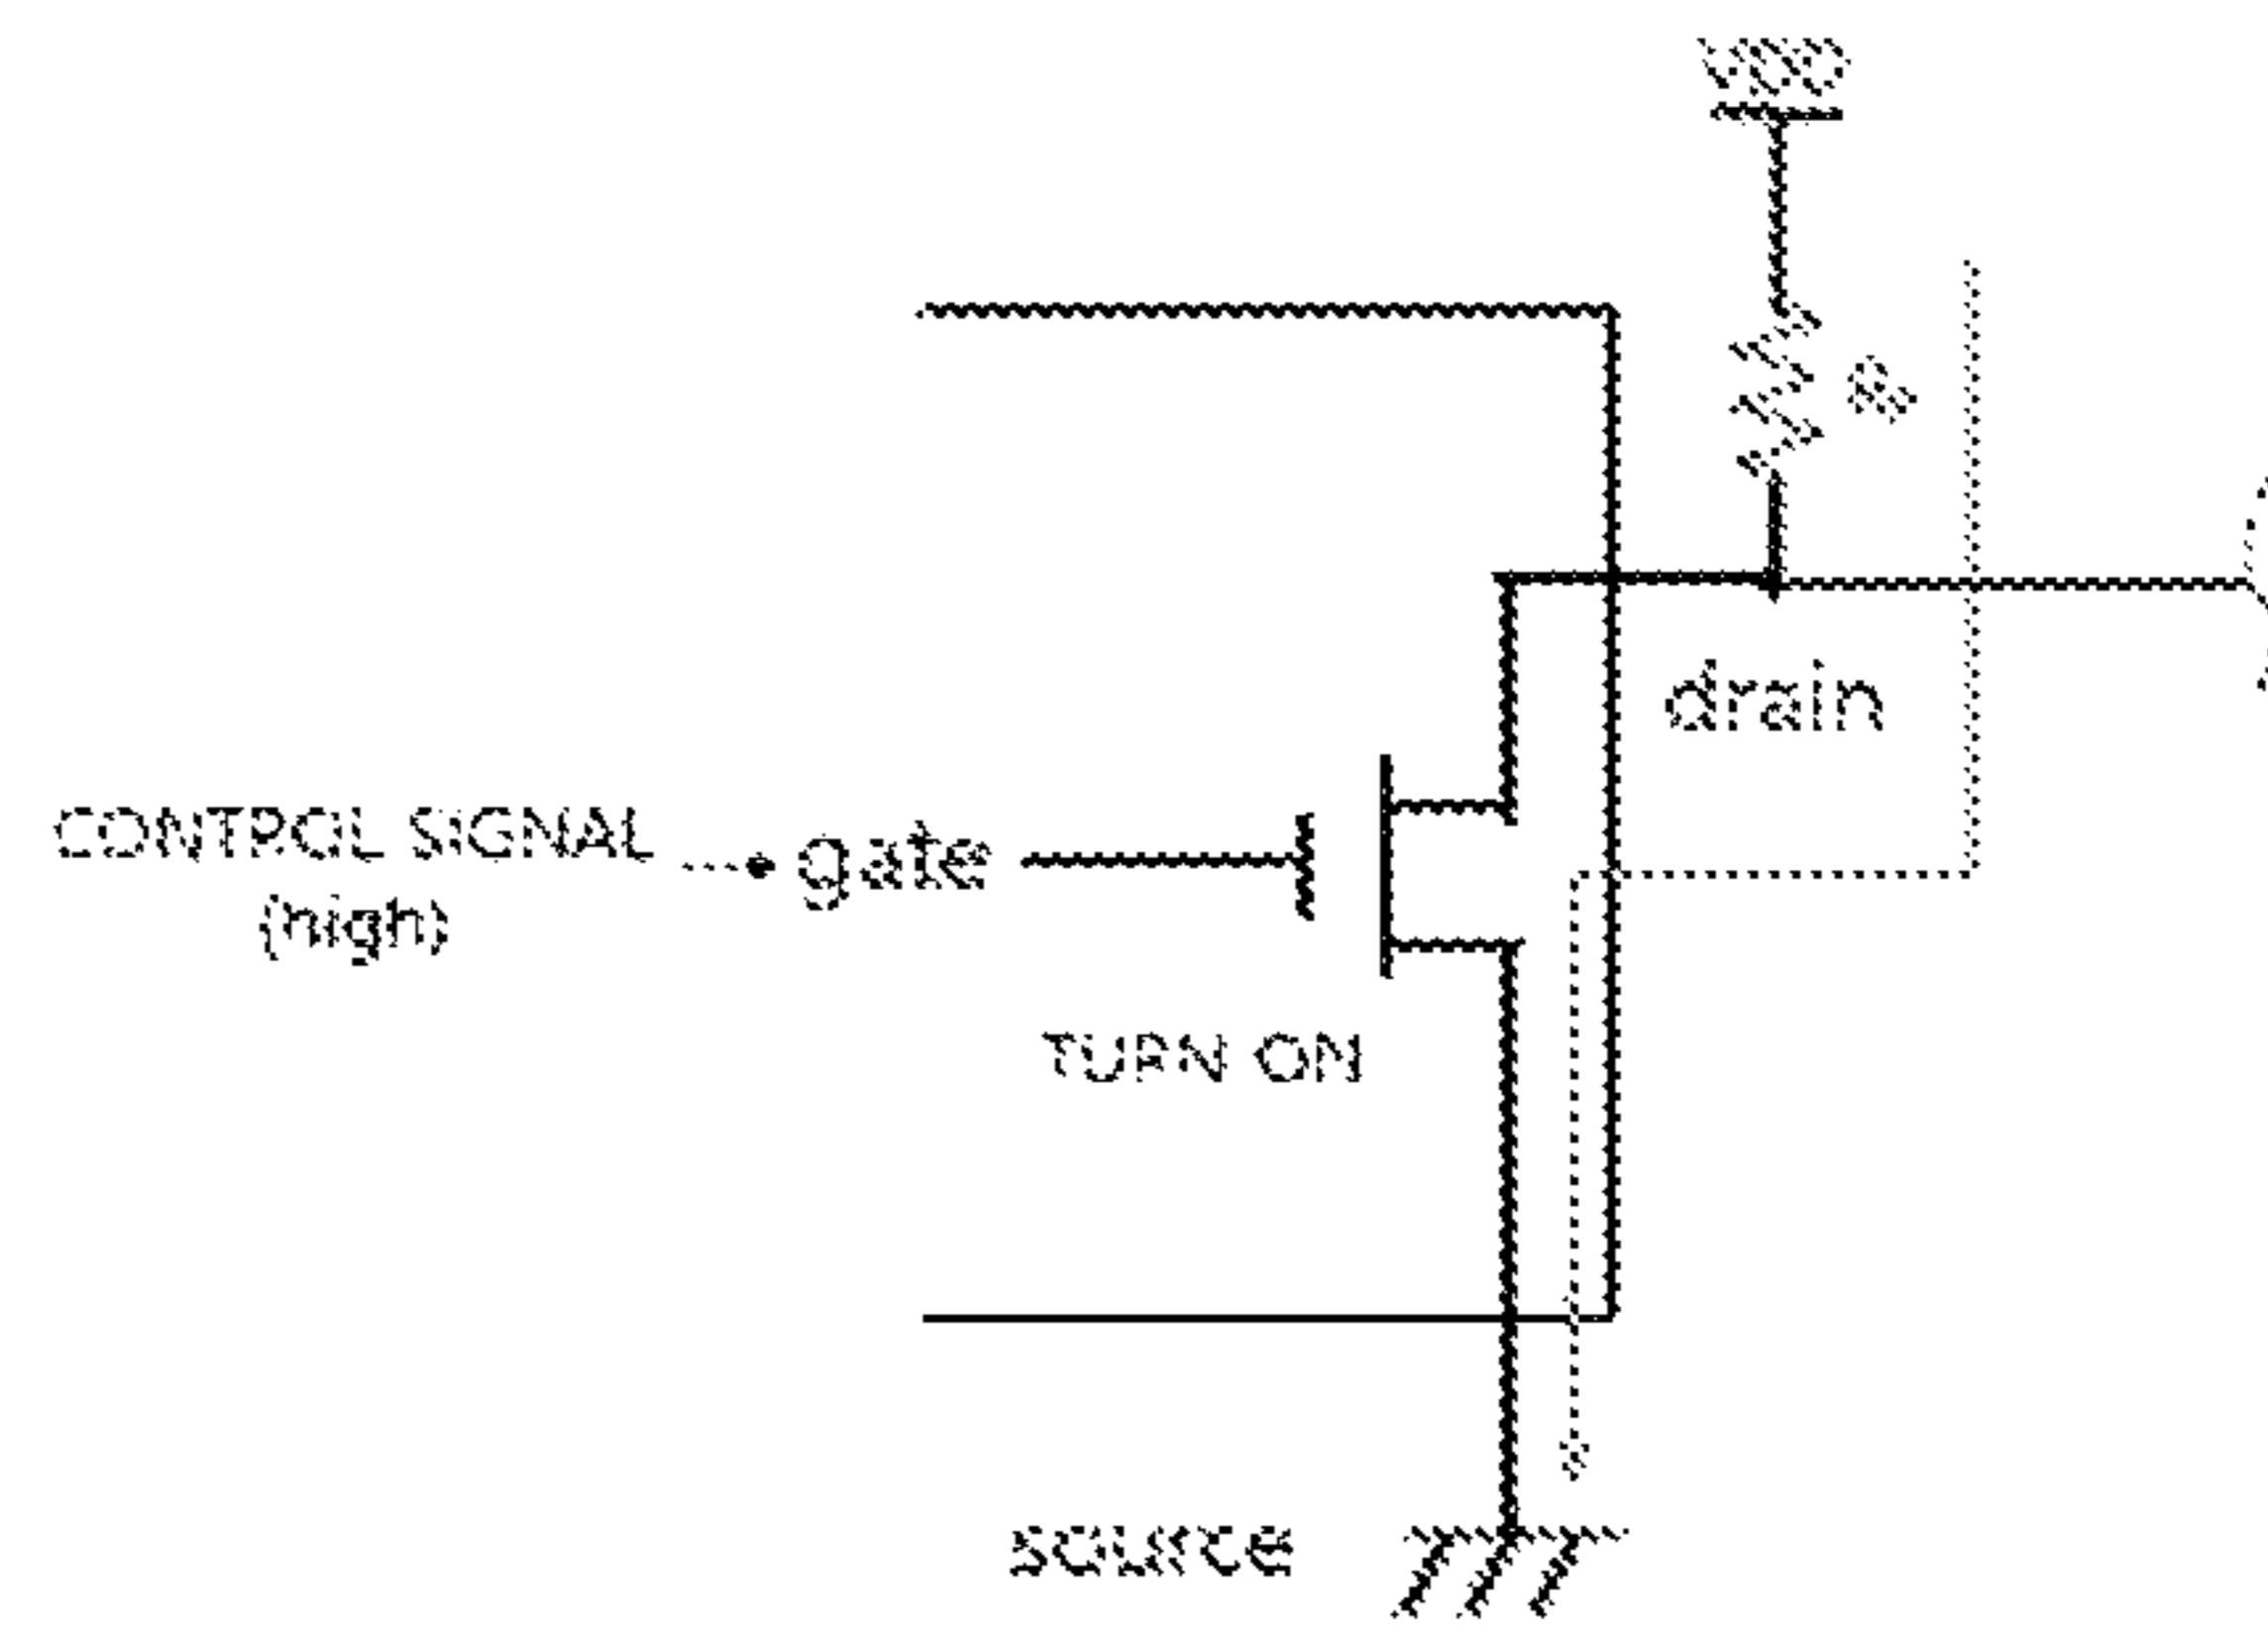 VDD
R
drain
CONTROL SIGNAL
gate
(high)
TURN ON
source